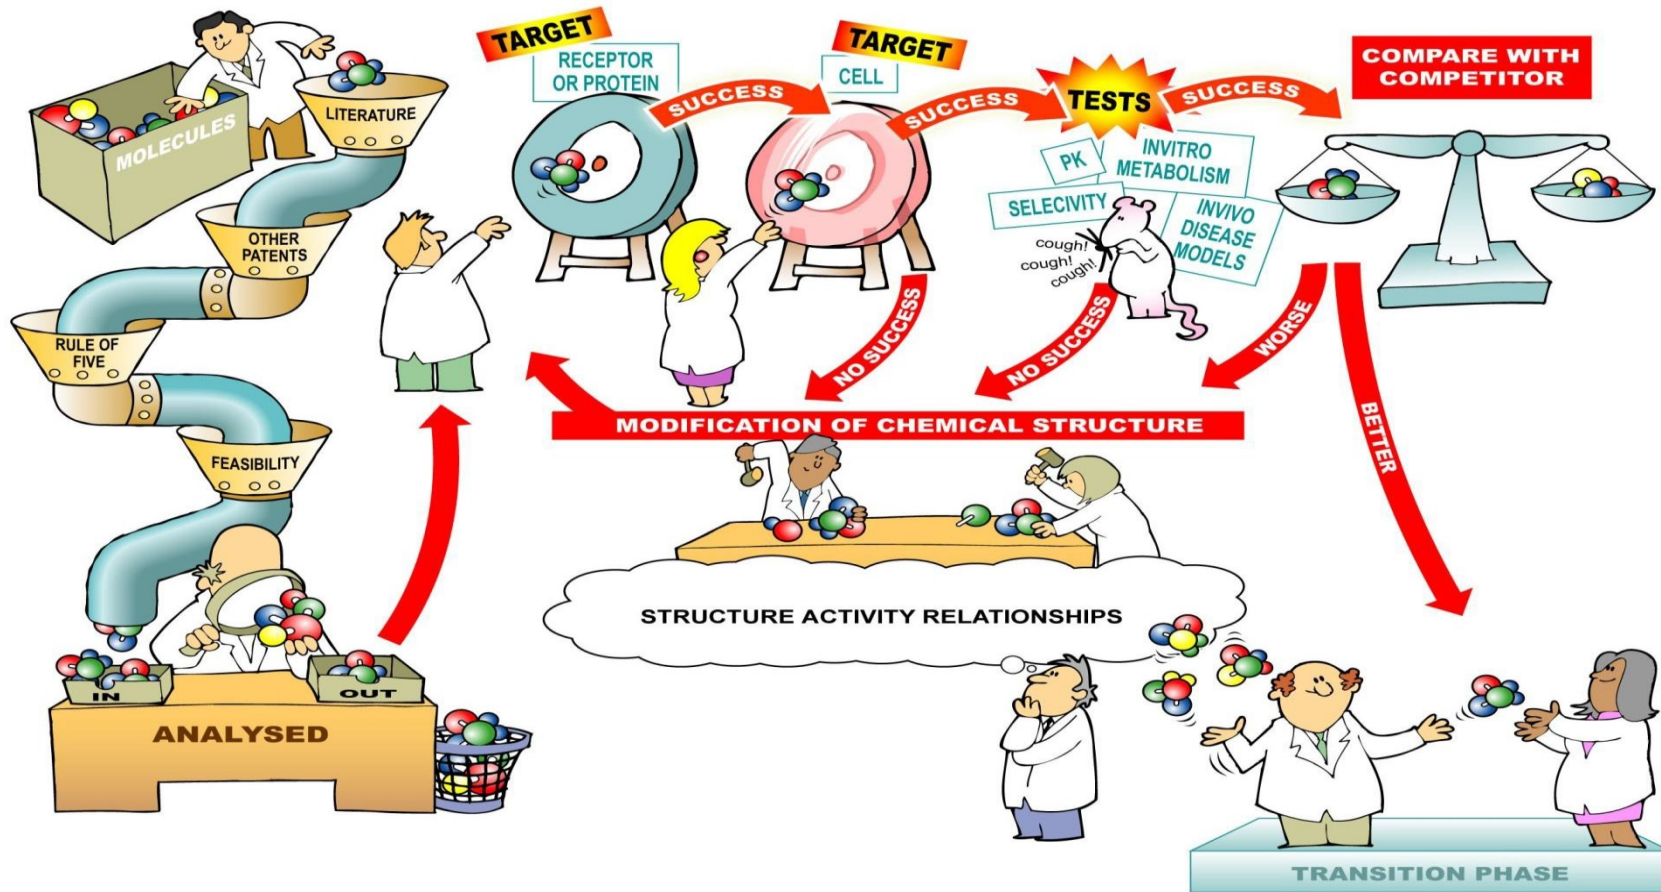 MOLECULES
LITERATURE
OTHER
PATENTS
RULE OF
FIVE
FEASIBILITY
IN
OUT
ANALYSED
TARGET
RECEPTOR
OR PROTEIN
SUCCESS
TARGET
CELL
SUCCESS
TESTS
SUCCESS
PK
INVITRO
METABOLISM
SELECIVITY
INVIVO
DISEASE
MODELS
cough!
cough!
cough!
COMPARE WITH
COMPETITOR
NO SUCCESS
NO SUCCESS
WORSE
BETTER
MODIFICATION OF CHEMICAL STRUCTURE
STRUCTURE ACTIVITY RELATIONSHIPS
TRANSITION PHASE